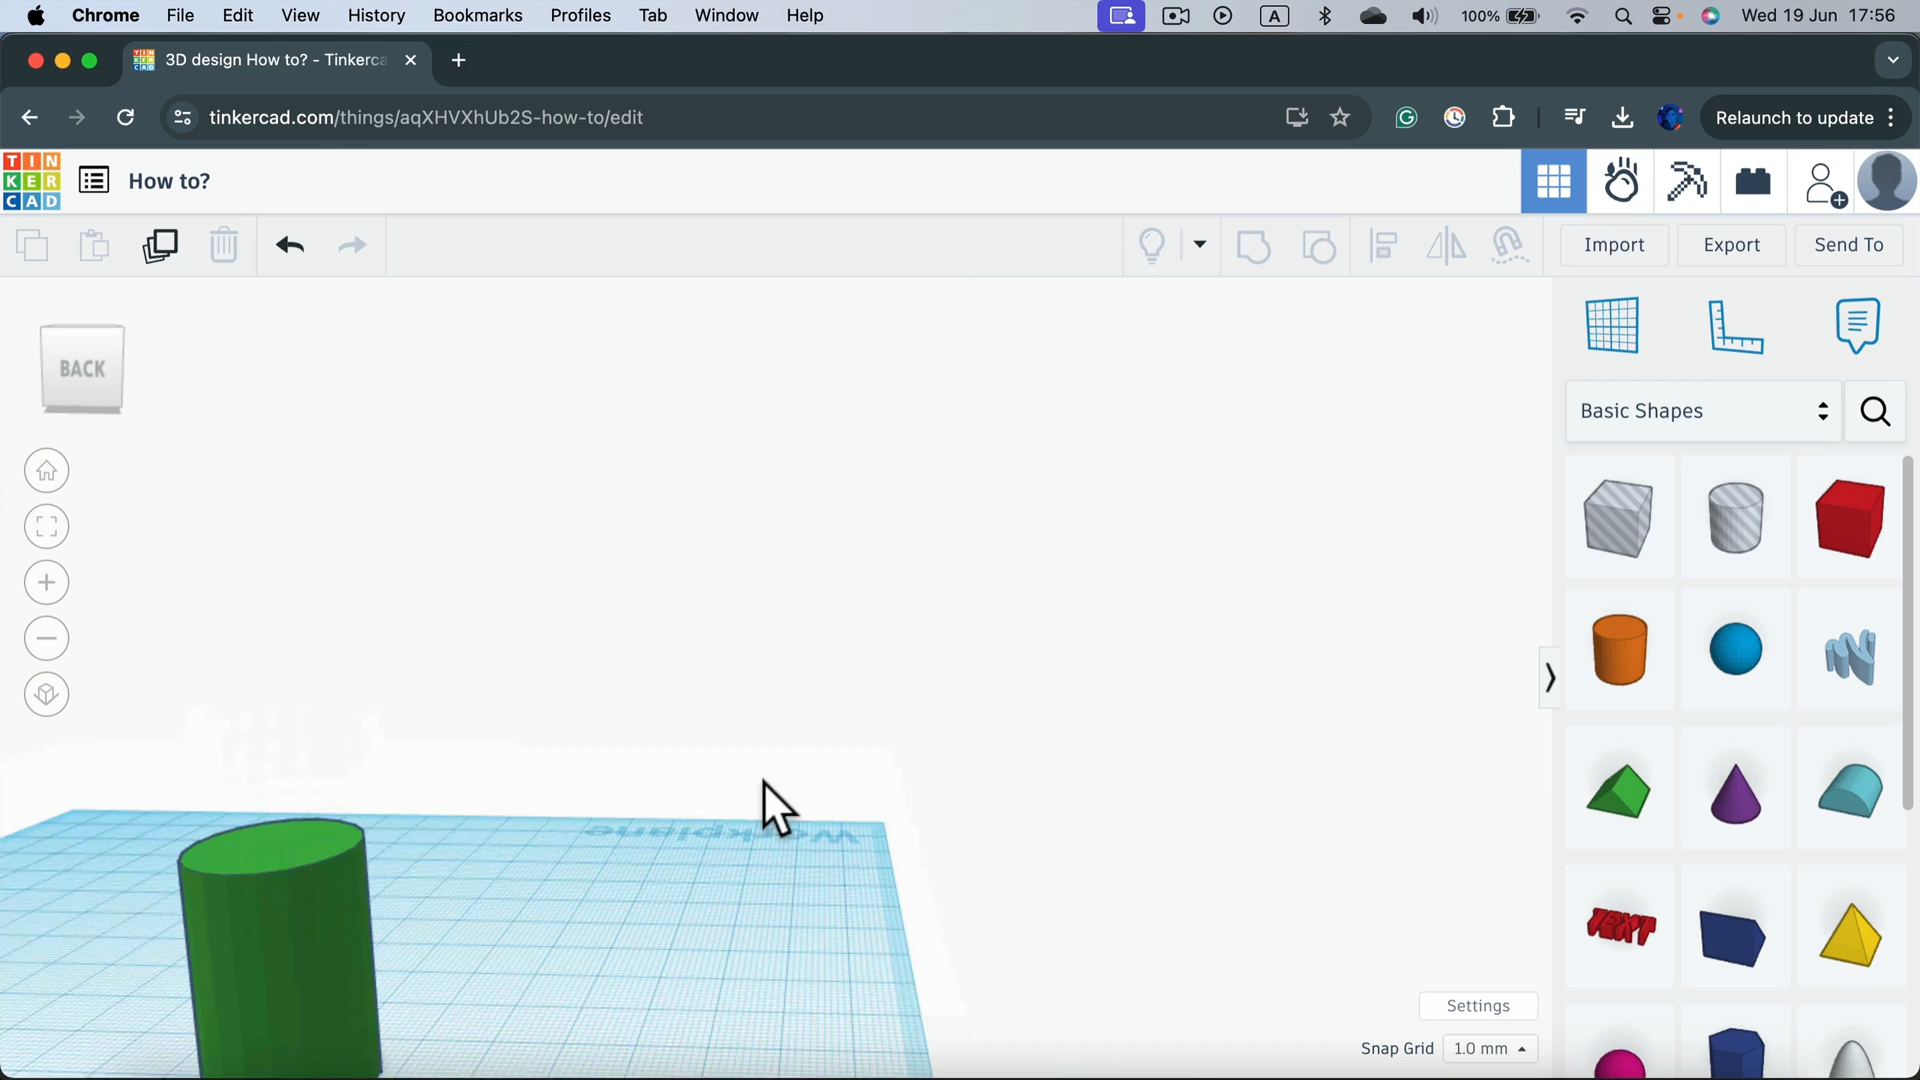 Chrome File Edit View History Bookmarks Profiles Tab Window Help A 100% Wed 19 Jun 17:56
3D design How to? - Tinkerca
tinkercad.com/things/aqXHVXhUb2S-how-to/edit Relaunch to update
TIN
KER
CAD
How to?
Import Export Send To
BACK
Basic Shapes
TEXT
Workplane
Settings
Snap Grid 1.0 mm